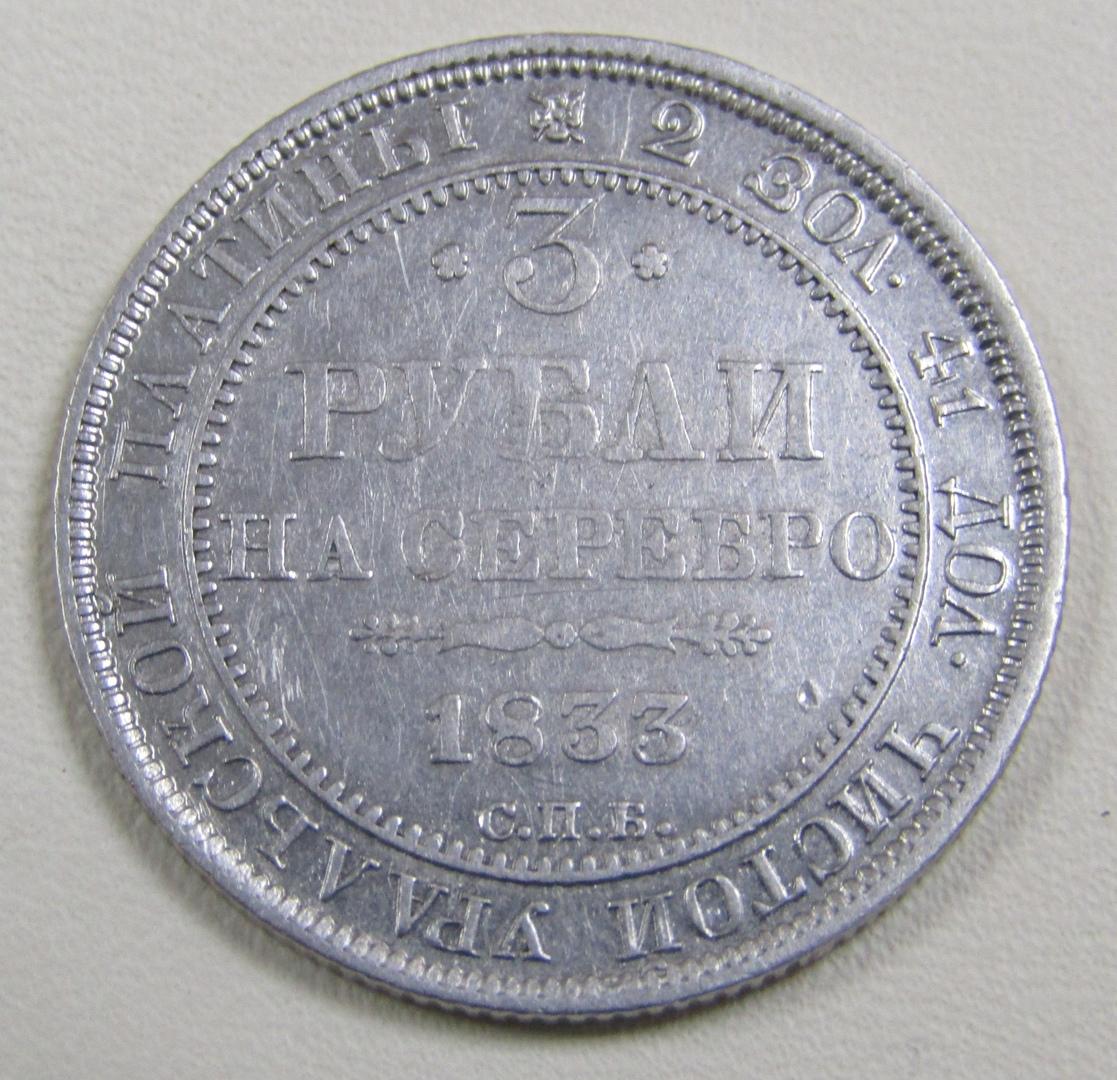 2 ЗОЛ. 41 ДОЛ. ЧИСТОЙ УРАЛЬСКОЙ ПЛАТИНЫ
3
РУБЛИ
НА СЕРЕБРО
1833
С.П.Б.